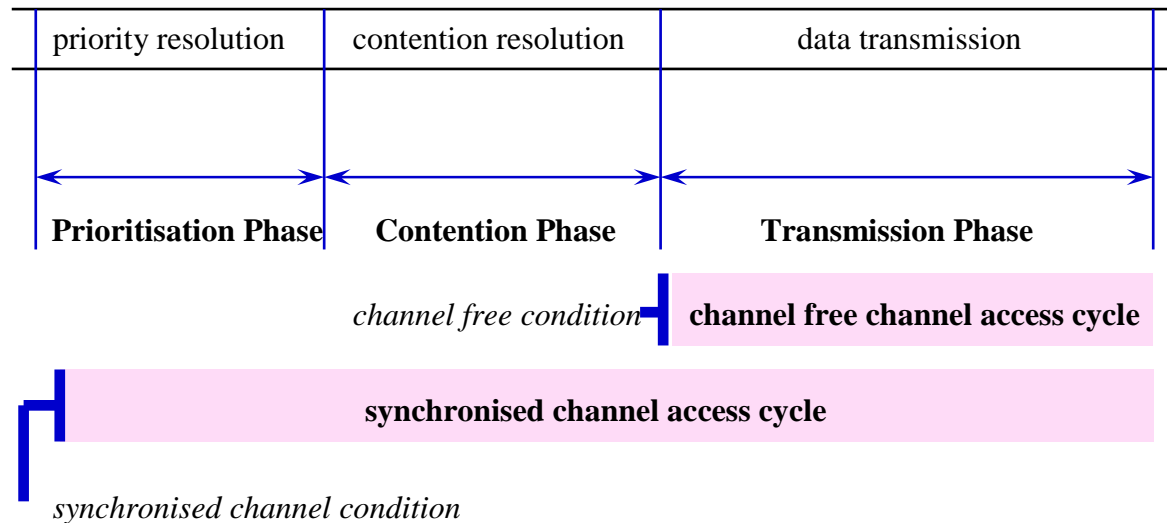 priority resolution contention resolution data transmission
Prioritisation Phase Contention Phase Transmission Phase
channel free condition channel free channel access cycle
synchronised channel access cycle
synchronised channel condition